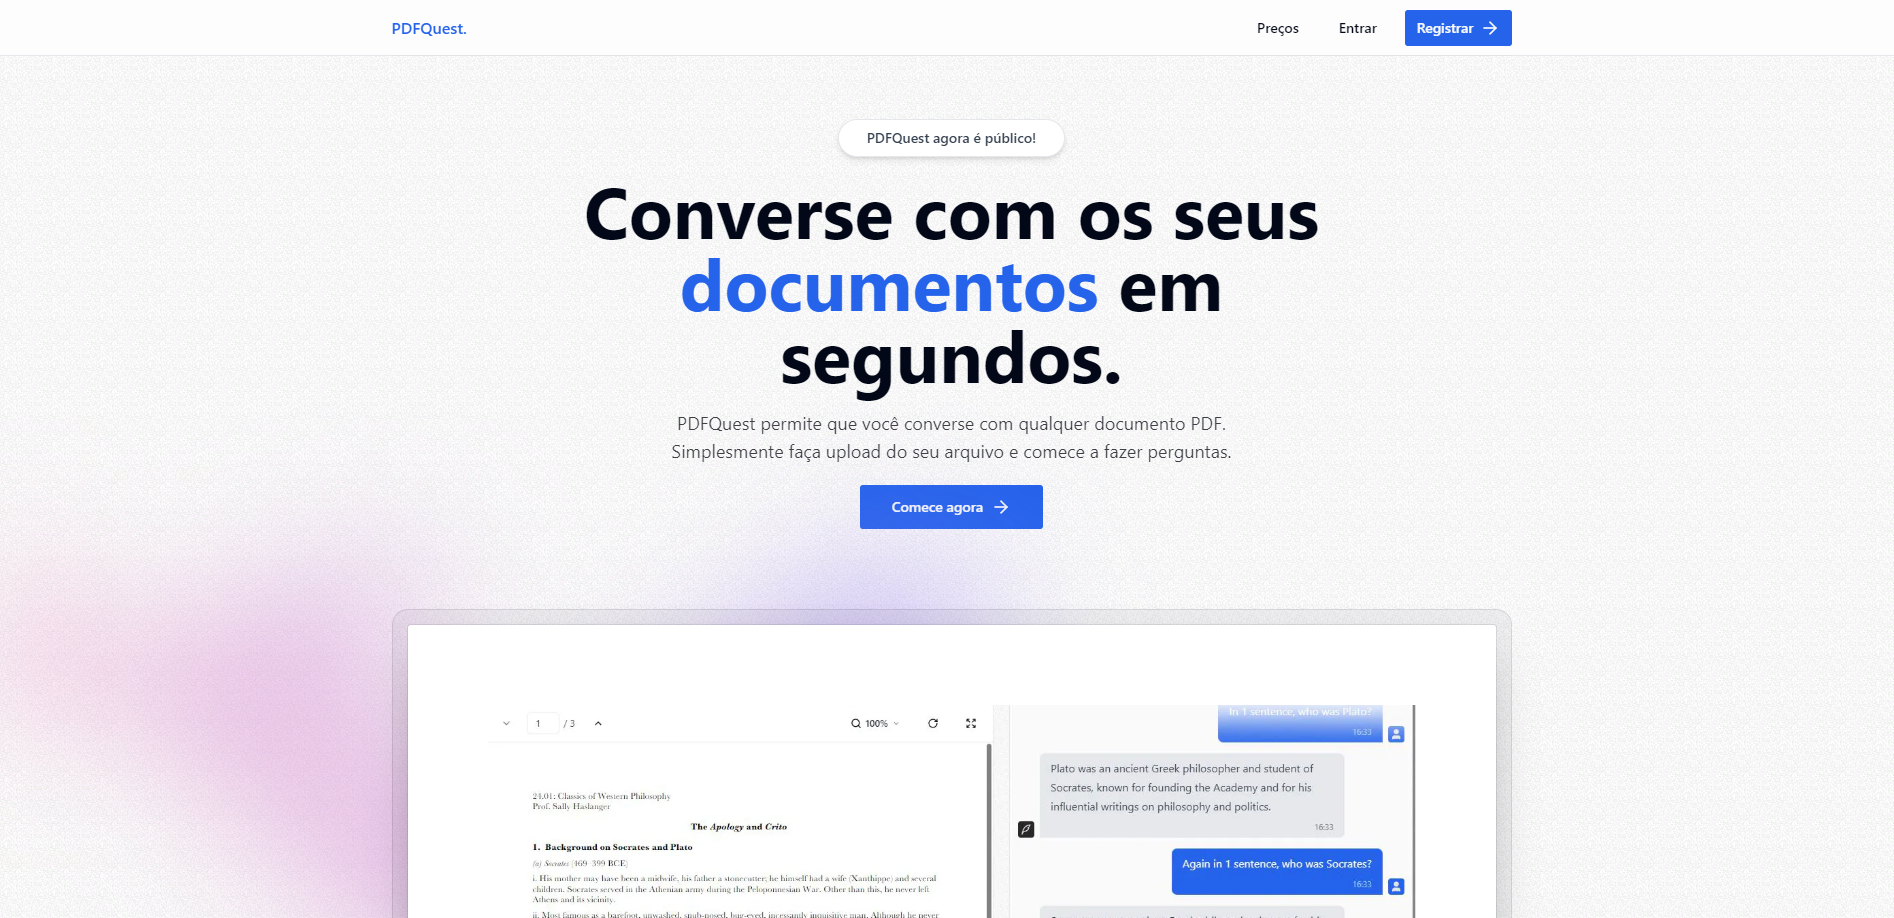 PDFQuest.
Preços
Entrar
Registrar
PDFQuest agora é público!
Converse com os seus
documentos em
segundos.
PDFQuest permite que você converse com qualquer documento PDF.
Simplesmente faça upload do seu arquivo e comece a fazer perguntas.
Comece agora
1 / 3
100%
24.01: Classics of Western Philosophy
Prof. Sally Haslanger
The Apology and Crito
1. Background on Socrates and Plato
(a) Socrates (469–399 BCE)
i. His mother may have been a midwife, his father a stonecutter; he himself had a wife (Xanthippe) and several
children. Socrates served in the Athenian army during the Peloponnesian War. Other than this, he never left
Athens and its vicinity.
ii. Most famous as a barefoot, unwashed, snub-nosed, bug-eyed, incessantly inquisitive man. Although he never
In 1 sentence, who was Plato?
16:33
Plato was an ancient Greek philosopher and student of
Socrates, known for founding the Academy and for his
influential writings on philosophy and politics.
16:33
Again in 1 sentence, who was Socrates?
16:33